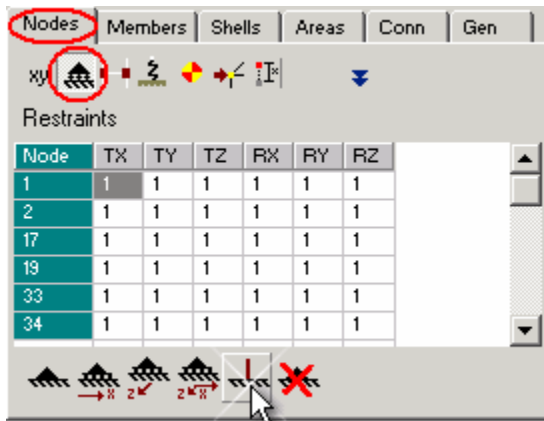 Nodes Members Shells Areas Conn Gen
xy
Restraints
Node TX TY TZ RX RY RZ
1 1 1 1 1 1 1
2 1 1 1 1 1 1
17 1 1 1 1 1 1
19 1 1 1 1 1 1
33 1 1 1 1 1 1
34 1 1 1 1 1 1
x z z x